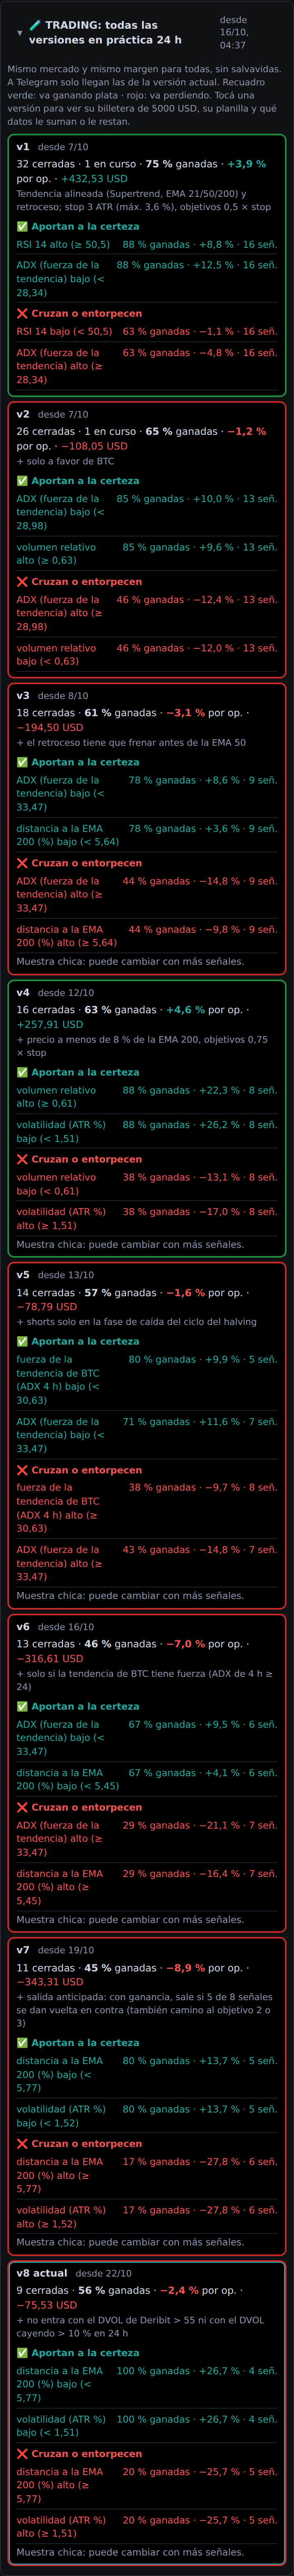 ▼ 🧪 TRADING: todas las
versiones en práctica 24 h
desde
16/10,
04:37
Mismo mercado y mismo margen para todas, sin salvavidas.
A Telegram solo llegan las de la versión actual. Recuadro
verde: va ganando plata · rojo: va perdiendo. Tocá una
versión para ver su billetera de 5000 USD, su planilla y qué
datos le suman o le restan.
v1 desde 7/10
32 cerradas · 1 en curso · 75 % ganadas · +3,9 %
por op. · +432,53 USD
Tendencia alineada (Supertrend, EMA 21/50/200) y
retroceso; stop 3 ATR (máx. 3,6 %), objetivos 0,5 × stop
✅ Aportan a la certeza
RSI 14 alto (≥ 50,5) 88 % ganadas · +8,8 % · 16 señ.
ADX (fuerza de la 88 % ganadas · +12,5 % · 16 señ.
tendencia) bajo (<
28,34)
❌ Cruzan o entorpecen
RSI 14 bajo (< 50,5) 63 % ganadas · −1,1 % · 16 señ.
ADX (fuerza de la 63 % ganadas · −4,8 % · 16 señ.
tendencia) alto (≥
28,34)
v2 desde 7/10
26 cerradas · 1 en curso · 65 % ganadas · −1,2 %
por op. · −108,05 USD
+ solo a favor de BTC
✅ Aportan a la certeza
ADX (fuerza de la 85 % ganadas · +10,0 % · 13 señ.
tendencia) bajo (<
28,98)
volumen relativo 85 % ganadas · +9,6 % · 13 señ.
alto (≥ 0,63)
❌ Cruzan o entorpecen
ADX (fuerza de la 46 % ganadas · −12,4 % · 13 señ.
tendencia) alto (≥
28,98)
volumen relativo 46 % ganadas · −12,0 % · 13 señ.
bajo (< 0,63)
v3 desde 8/10
18 cerradas · 61 % ganadas · −3,1 % por op. ·
−194,50 USD
+ el retroceso tiene que frenar antes de la EMA 50
✅ Aportan a la certeza
ADX (fuerza de la 78 % ganadas · +8,6 % · 9 señ.
tendencia) bajo (<
33,47)
distancia a la EMA 78 % ganadas · +3,6 % · 9 señ.
200 (%) bajo (< 5,64)
❌ Cruzan o entorpecen
ADX (fuerza de la 44 % ganadas · −14,8 % · 9 señ.
tendencia) alto (≥
33,47)
distancia a la EMA 44 % ganadas · −9,8 % · 9 señ.
200 (%) alto (≥ 5,64)
Muestra chica: puede cambiar con más señales.
v4 desde 12/10
16 cerradas · 63 % ganadas · +4,6 % por op. ·
+257,91 USD
+ precio a menos de 8 % de la EMA 200, objetivos 0,75
× stop
✅ Aportan a la certeza
volumen relativo 88 % ganadas · +22,3 % · 8 señ.
alto (≥ 0,61)
volatilidad (ATR %) 88 % ganadas · +26,2 % · 8 señ.
bajo (< 1,51)
❌ Cruzan o entorpecen
volumen relativo 38 % ganadas · −13,1 % · 8 señ.
bajo (< 0,61)
volatilidad (ATR %) 38 % ganadas · −17,0 % · 8 señ.
alto (≥ 1,51)
Muestra chica: puede cambiar con más señales.
v5 desde 13/10
14 cerradas · 57 % ganadas · −1,6 % por op. ·
−78,79 USD
+ shorts solo en la fase de caída del ciclo del halving
✅ Aportan a la certeza
fuerza de la 80 % ganadas · +9,9 % · 5 señ.
tendencia de BTC
(ADX 4 h) bajo (<
30,63)
ADX (fuerza de la 71 % ganadas · +11,6 % · 7 señ.
tendencia) bajo (<
33,47)
❌ Cruzan o entorpecen
fuerza de la 38 % ganadas · −9,7 % · 8 señ.
tendencia de BTC
(ADX 4 h) alto (≥
30,63)
ADX (fuerza de la 43 % ganadas · −14,8 % · 7 señ.
tendencia) alto (≥
33,47)
Muestra chica: puede cambiar con más señales.
v6 desde 16/10
13 cerradas · 46 % ganadas · −7,0 % por op. ·
−316,61 USD
+ solo si la tendencia de BTC tiene fuerza (ADX de 4 h ≥
24)
✅ Aportan a la certeza
ADX (fuerza de la 67 % ganadas · +9,5 % · 6 señ.
tendencia) bajo (<
33,47)
distancia a la EMA 67 % ganadas · +4,1 % · 6 señ.
200 (%) bajo (< 5,45)
❌ Cruzan o entorpecen
ADX (fuerza de la 29 % ganadas · −21,1 % · 7 señ.
tendencia) alto (≥
33,47)
distancia a la EMA 29 % ganadas · −16,4 % · 7 señ.
200 (%) alto (≥
5,45)
Muestra chica: puede cambiar con más señales.
v7 desde 19/10
11 cerradas · 45 % ganadas · −8,9 % por op. ·
−343,31 USD
+ salida anticipada: con ganancia, sale si 5 de 8 señales
se dan vuelta en contra (también camino al objetivo 2 o
3)
✅ Aportan a la certeza
distancia a la EMA 80 % ganadas · +13,7 % · 5 señ.
200 (%) bajo (<
5,77)
volatilidad (ATR %) 80 % ganadas · +13,7 % · 5 señ.
bajo (< 1,52)
❌ Cruzan o entorpecen
distancia a la EMA 17 % ganadas · −27,8 % · 6 señ.
200 (%) alto (≥
5,77)
volatilidad (ATR %) 17 % ganadas · −27,8 % · 6 señ.
alto (≥ 1,52)
Muestra chica: puede cambiar con más señales.
v8 actual desde 22/10
9 cerradas · 56 % ganadas · −2,4 % por op. ·
−75,53 USD
+ no entra con el DVOL de Deribit > 55 ni con el DVOL
cayendo > 10 % en 24 h
✅ Aportan a la certeza
distancia a la EMA 100 % ganadas · +26,7 % · 4 señ.
200 (%) bajo (<
5,77)
volatilidad (ATR %) 100 % ganadas · +26,7 % · 4 señ.
bajo (< 1,51)
❌ Cruzan o entorpecen
distancia a la EMA 20 % ganadas · −25,7 % · 5 señ.
200 (%) alto (≥
5,77)
volatilidad (ATR %) 20 % ganadas · −25,7 % · 5 señ.
alto (≥ 1,51)
Muestra chica: puede cambiar con más señales.